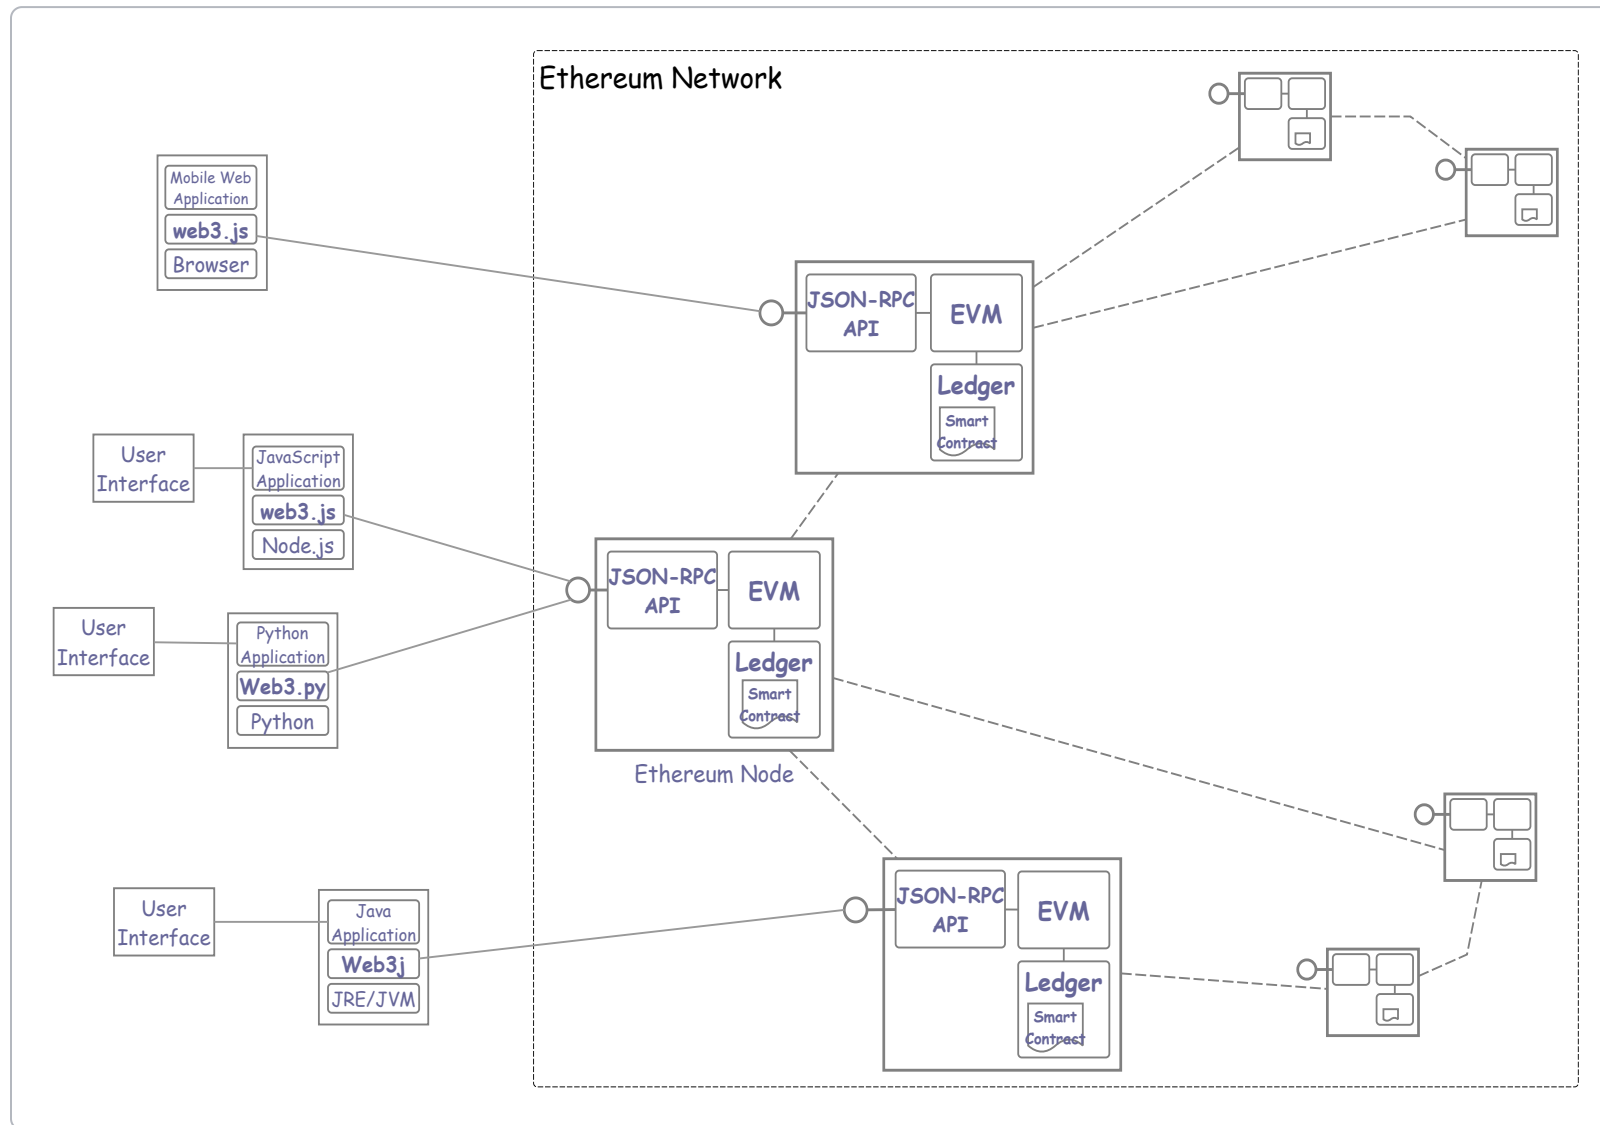 Ethereum Network
Mobile Web
Application
web3.js
Browser
JSON-RPC
API
EVM
Ledger
Smart
Contract
User
Interface
JavaScript
Application
web3.js
Node.js
User
Interface
Python
Application
Web3.py
Python
JSON-RPC
API
EVM
Ledger
Smart
Contract
Ethereum Node
User
Interface
Java
Application
Web3j
JRE/JVM
JSON-RPC
API
EVM
Ledger
Smart
Contract